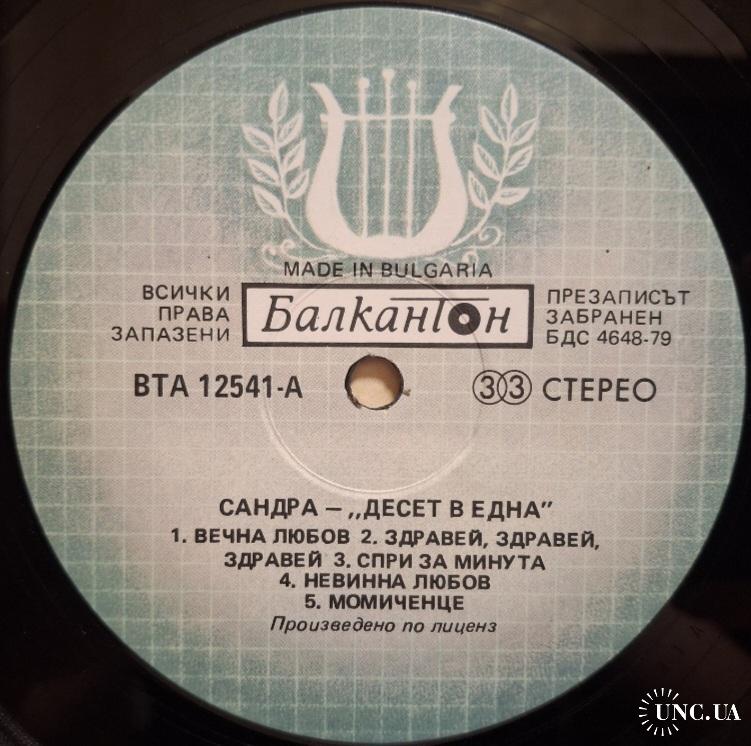 MADE IN BULGARIA
ВСИЧКИ
ПРАВА
ЗАПАЗЕНИ
Балкантон
ПРЕЗАПИСЪТ
ЗАБРАНЕН
БДС 4648-79
ВТА 12541-А
33 СТЕРЕО
САНДРА – ,,ДЕСЕТ В ЕДНА"
1. ВЕЧНА ЛЮБОВ 2. ЗДРАВЕЙ, ЗДРАВЕЙ,
ЗДРАВЕЙ 3. СПРИ ЗА МИНУТА
4. НЕВИННА ЛЮБОВ
5. МОМИЧЕНЦЕ
Произведено по лиценз
UNC.UA